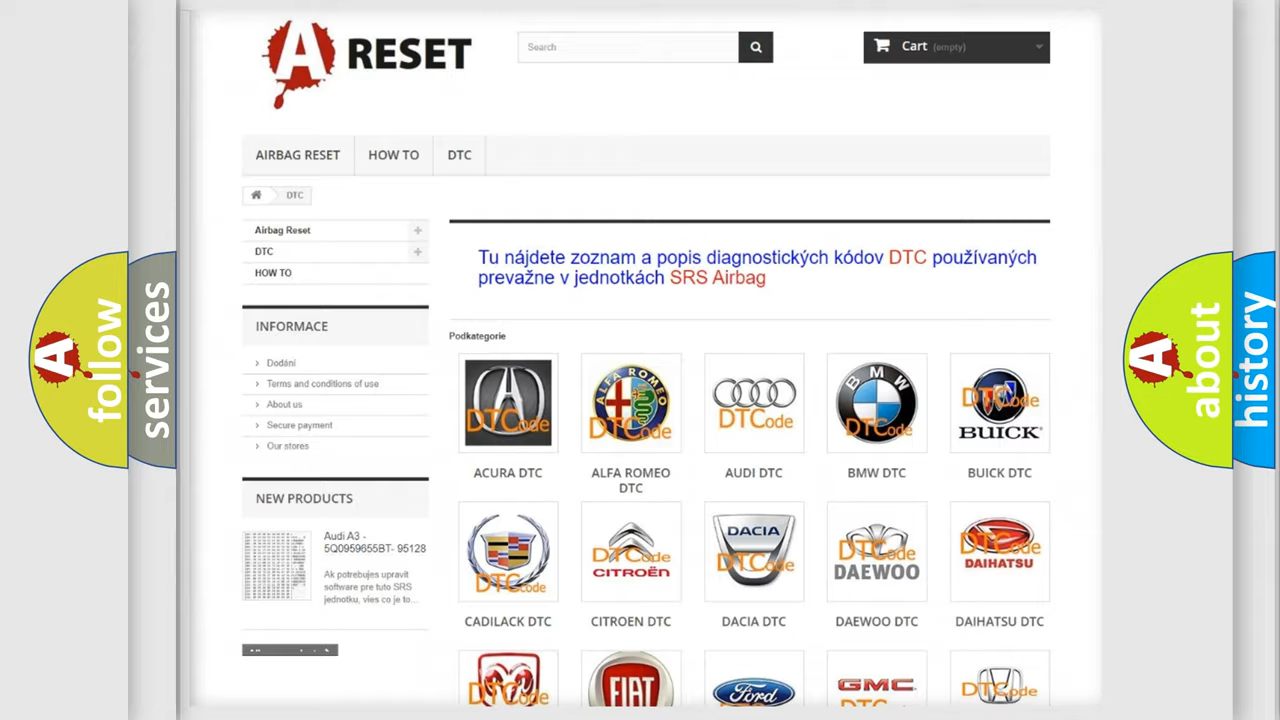 A RESET
Search
Cart (empty)
AIRBAG RESET
HOW TO
DTC
DTC
Airbag Reset
DTC
HOW TO
INFORMACE
Dodání
Terms and conditions of use
About us
Secure payment
Our stores
NEW PRODUCTS
Audi A3 -
5Q0959655BT- 95128
Ak potrebujes upravit
software pre tuto SRS
jednotku, vies co je to...
Tu nájdete zoznam a popis diagnostických kódov DTC používaných
prevažne v jednotkách SRS Airbag
Podkategorie
DTCode
ALFA ROMEO
DTCode
DTCode
BMW
DTCode
DTCode
BUICK
ACURA DTC
ALFA ROMEO
DTC
AUDI DTC
BMW DTC
BUICK DTC
DTCode
DTCode
CITROËN
DACIA
DTCode
DTCode
DAEWOO
DTCode
DAIHATSU
CADILACK DTC
CITROEN DTC
DACIA DTC
DAEWOO DTC
DAIHATSU DTC
DTCode
FIAT
Ford
GMC
DTCode
A follow
services
A about
history